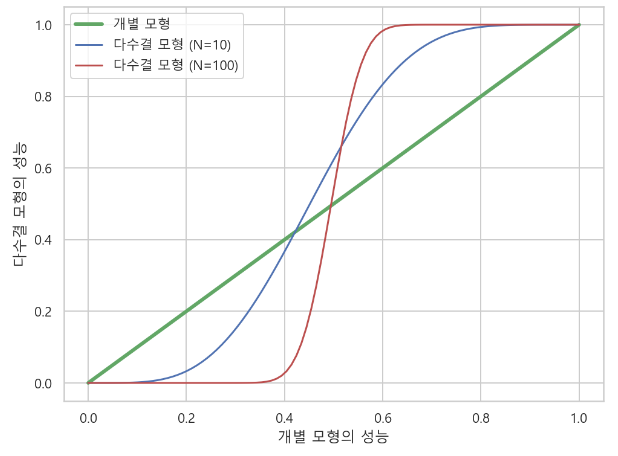 개별 모형
다수결 모형 (N=10)
다수결 모형 (N=100)
1.0
0.8
0.6
0.4
0.2
0.0
다수결 모형의 성능
0.0 0.2 0.4 0.6 0.8 1.0
개별 모형의 성능